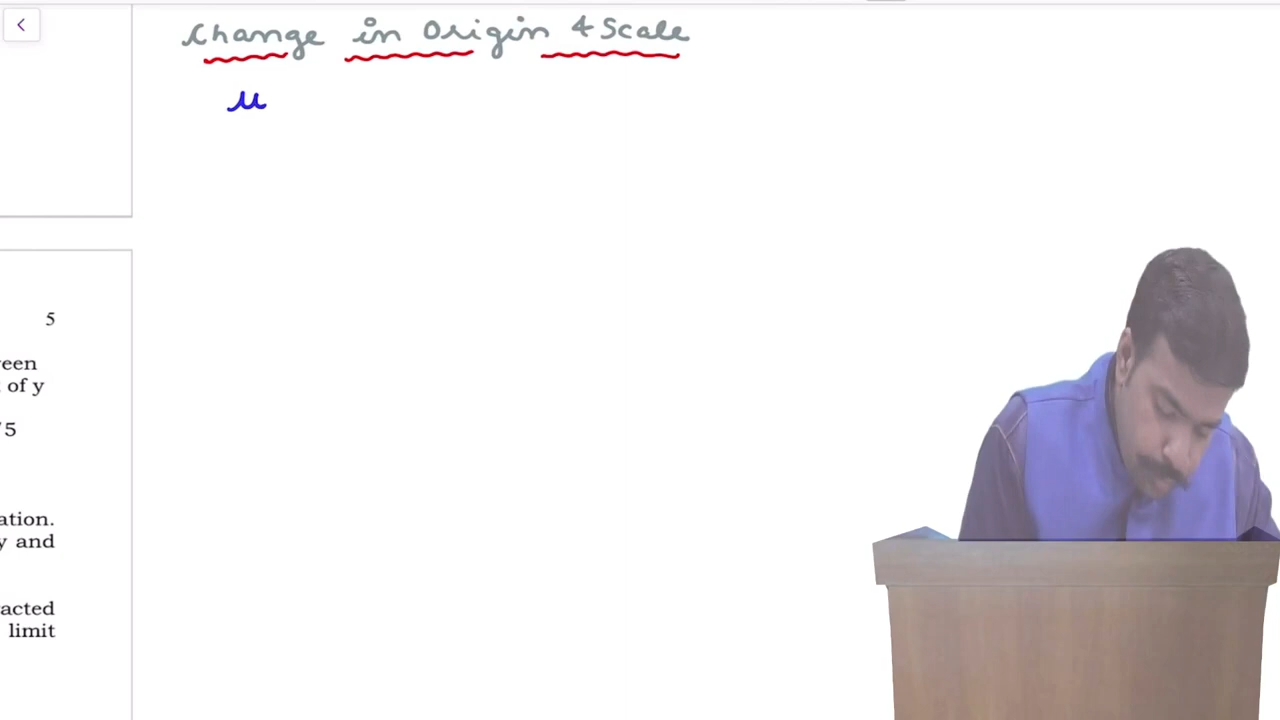 Change in Origin & Scale
u
5
een
of y
5
ation.
y and
acted
limit